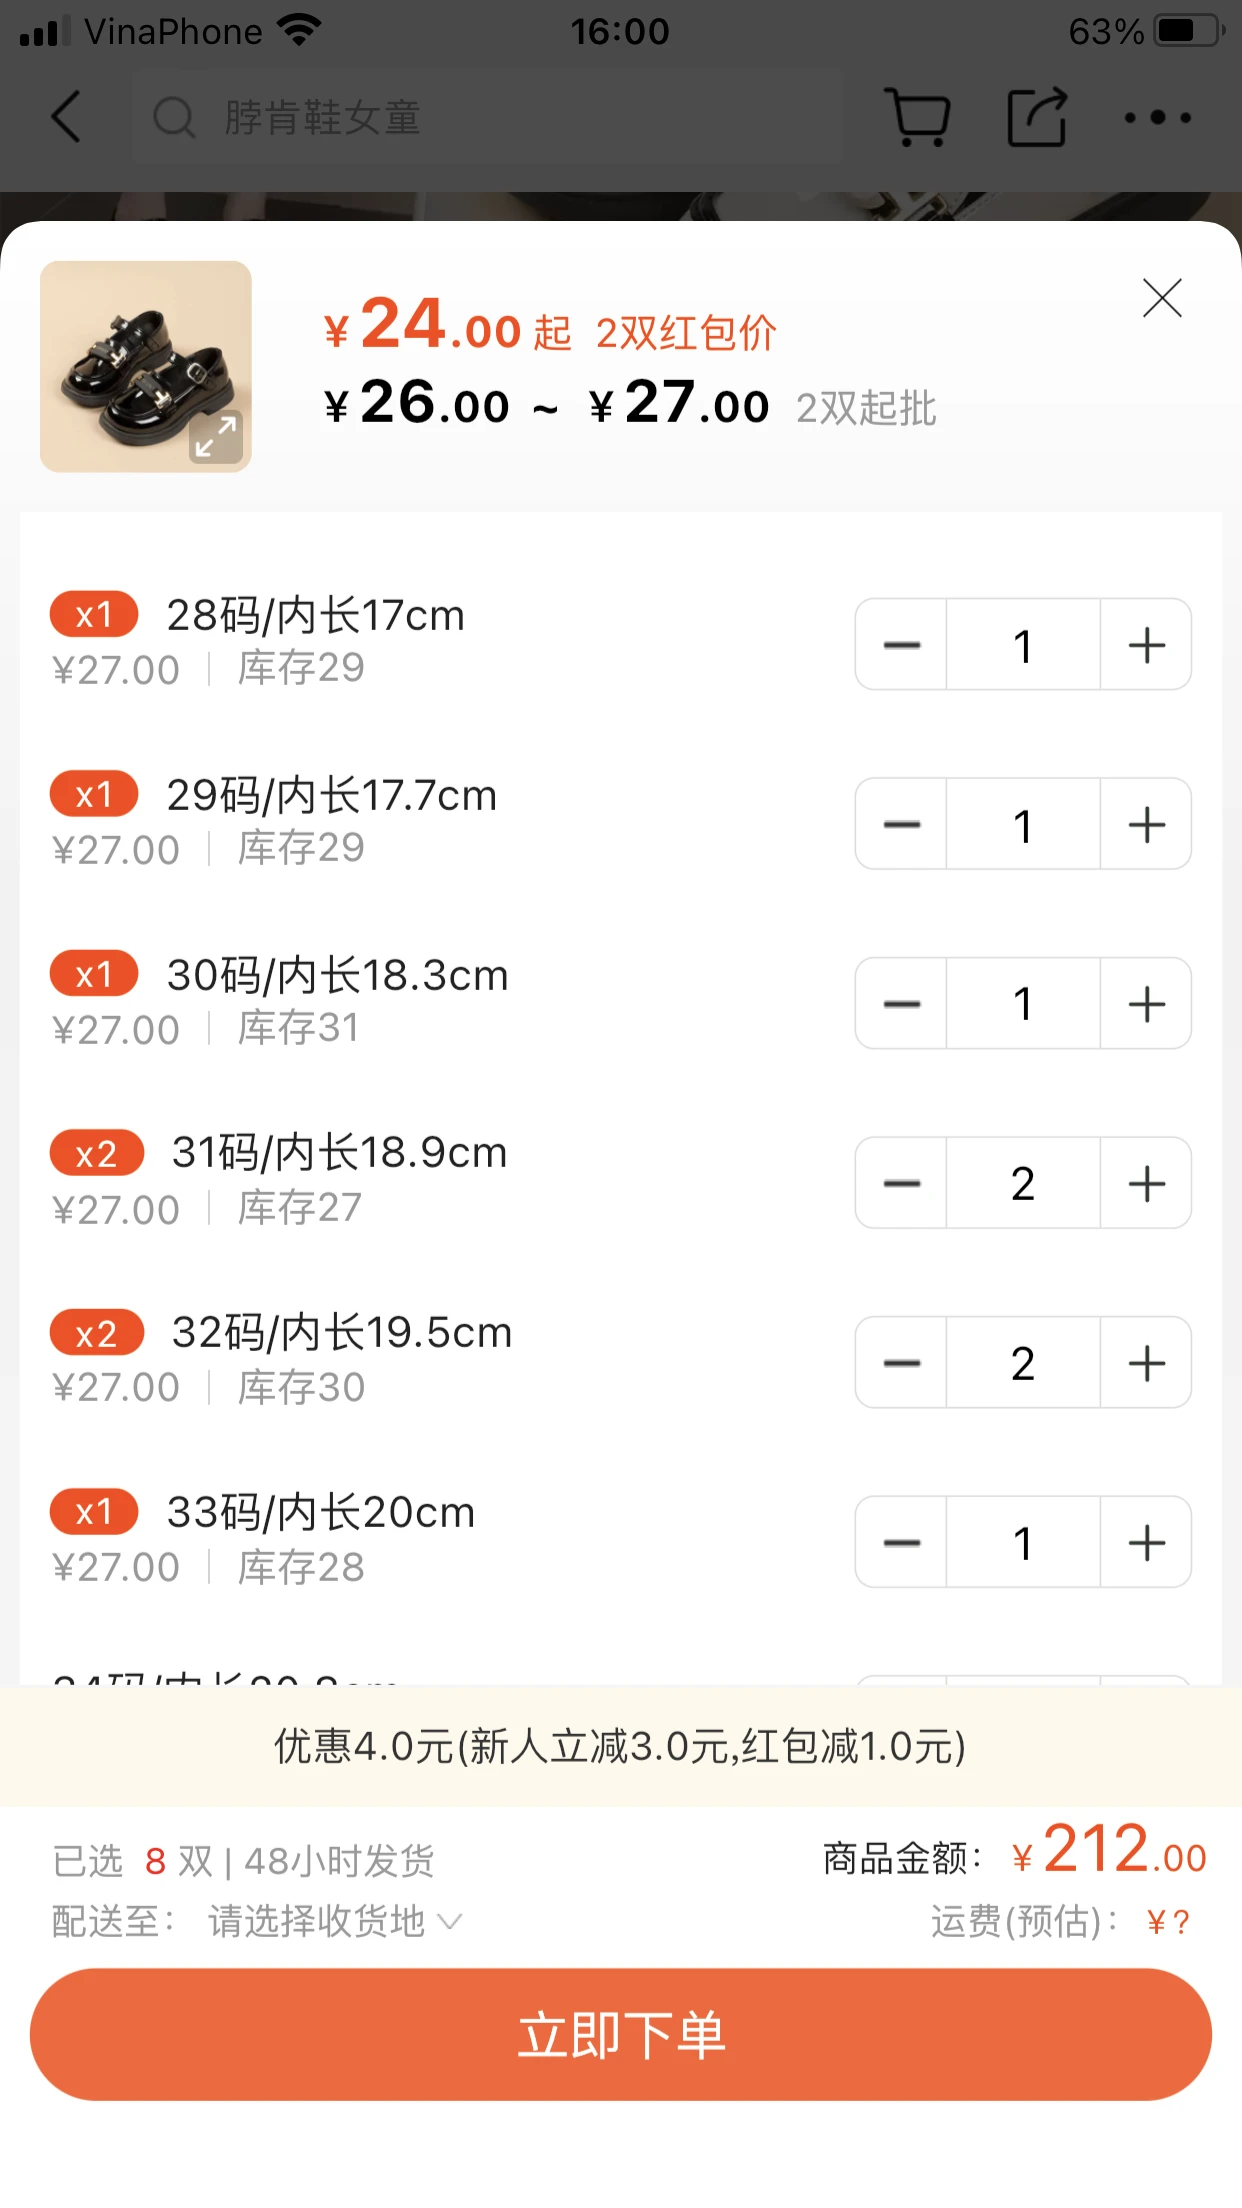 VinaPhone 16:00 63%
脖肯鞋女童
¥24.00起 2双红包价
¥26.00 ~ ¥27.00 2双起批
x1 28码/内长17cm
¥27.00 | 库存29
1
x1 29码/内长17.7cm
¥27.00 | 库存29
1
x1 30码/内长18.3cm
¥27.00 | 库存31
1
x2 31码/内长18.9cm
¥27.00 | 库存27
2
x2 32码/内长19.5cm
¥27.00 | 库存30
2
x1 33码/内长20cm
¥27.00 | 库存28
1
优惠4.0元(新人立减3.0元,红包减1.0元)
已选 8 双 | 48小时发货
商品金额: ¥212.00
配送至: 请选择收货地
运费(预估): ¥?
立即下单